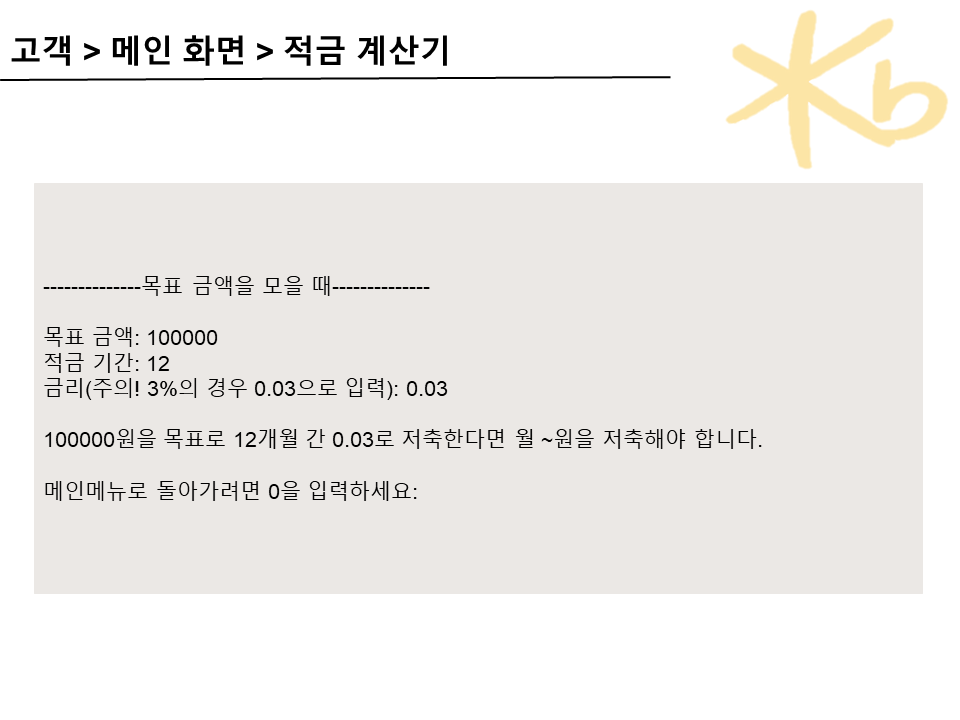 고객 > 메인 화면 > 적금 계산기
Kb
--------------목표 금액을 모을 때--------------
목표 금액: 100000
적금 기간: 12
금리(주의! 3%의 경우 0.03으로 입력): 0.03
100000원을 목표로 12개월 간 0.03로 저축한다면 월 ~원을 저축해야 합니다.
메인메뉴로 돌아가려면 0을 입력하세요: